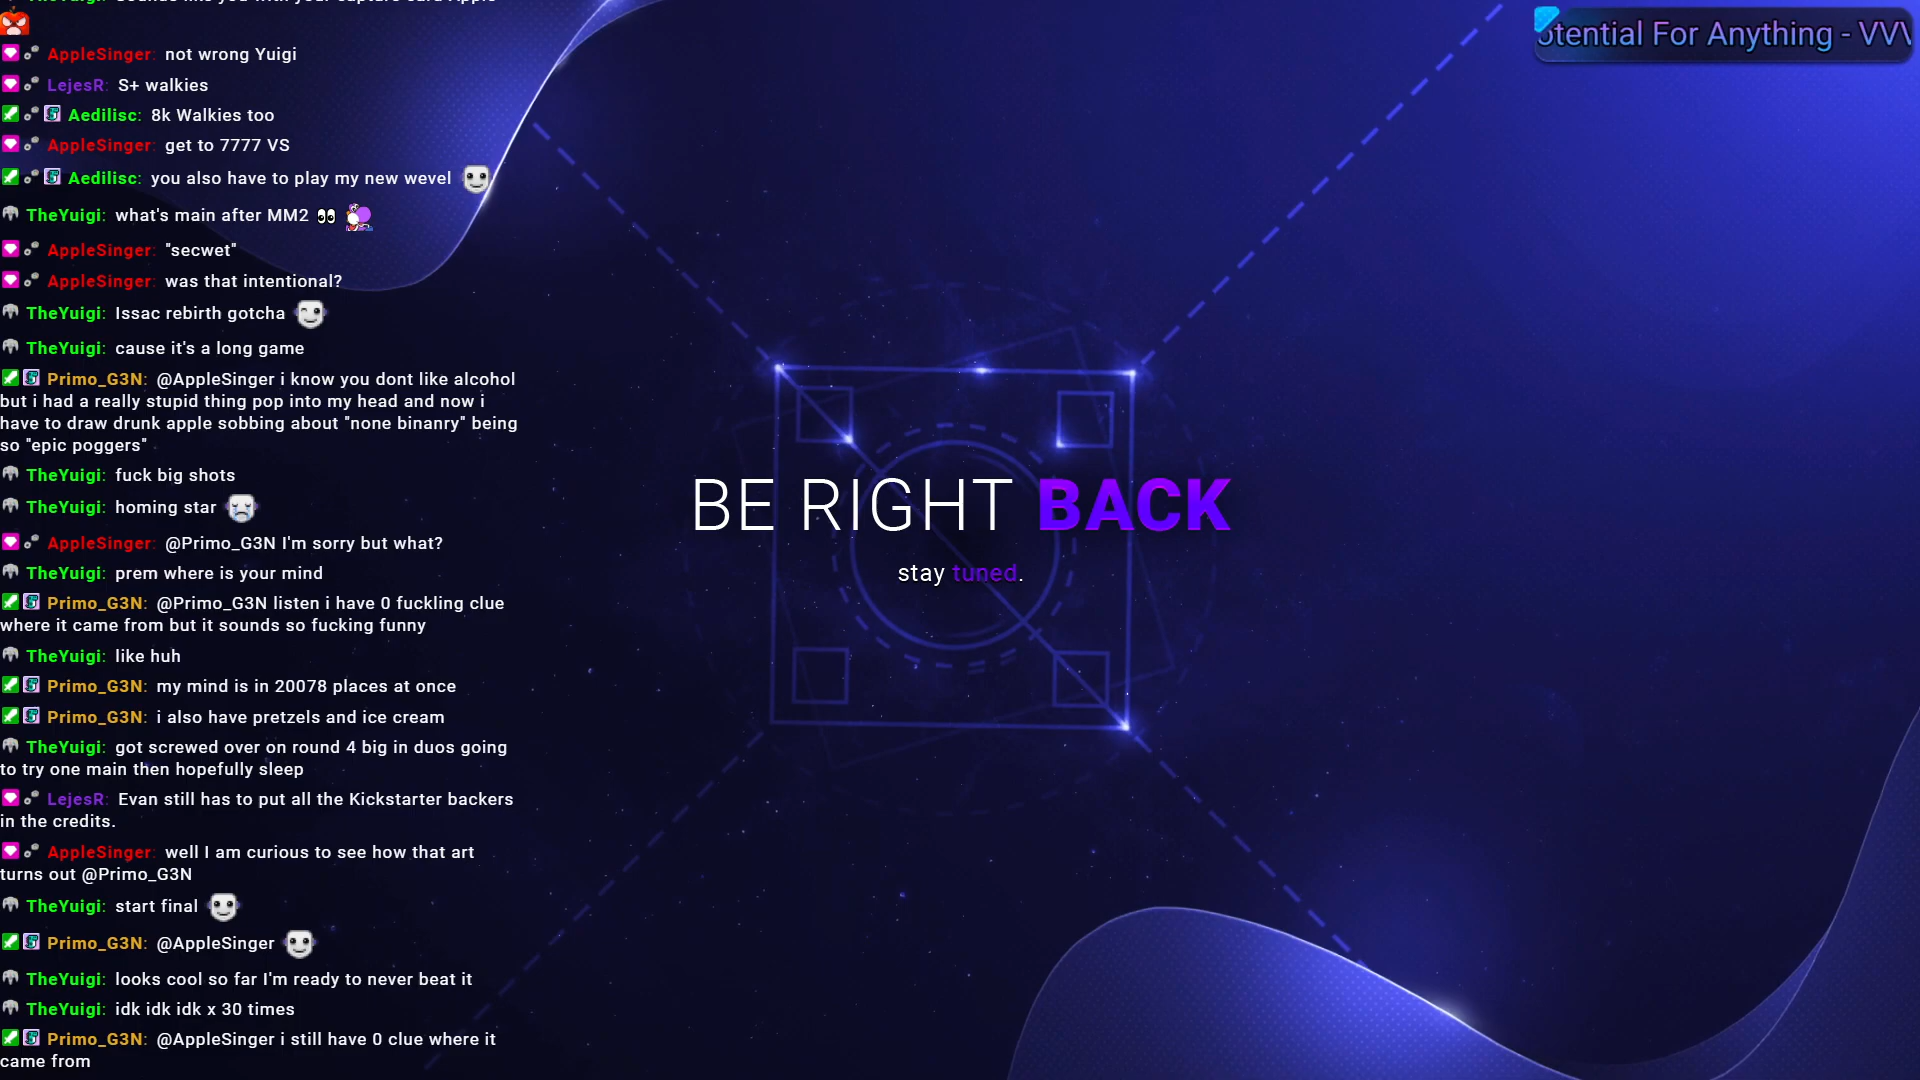 AppleSinger: not wrong Yuigi
LejesR: S+ walkies
Aedilisc: 8k Walkies too
AppleSinger: get to 7777 VS
Aedilisc: you also have to play my new wevel
TheYuigi: what's main after MM2
AppleSinger: "secwet"
AppleSinger: was that intentional?
TheYuigi: Issac rebirth gotcha
TheYuigi: cause it's a long game
Primo_G3N: @AppleSinger i know you dont like alcohol
but i had a really stupid thing pop into my head and now i
have to draw drunk apple sobbing about "none binanry" being
so "epic poggers"
TheYuigi: fuck big shots
TheYuigi: homing star
AppleSinger: @Primo_G3N I'm sorry but what?
TheYuigi: prem where is your mind
Primo_G3N: @Primo_G3N listen i have 0 fuckling clue
where it came from but it sounds so fucking funny
TheYuigi: like huh
Primo_G3N: my mind is in 20078 places at once
Primo_G3N: i also have pretzels and ice cream
TheYuigi: got screwed over on round 4 big in duos going
to try one main then hopefully sleep
LejesR: Evan still has to put all the Kickstarter backers
in the credits.
AppleSinger: well I am curious to see how that art
turns out @Primo_G3N
TheYuigi: start final
Primo_G3N: @AppleSinger
TheYuigi: looks cool so far I'm ready to never beat it
TheYuigi: idk idk idk x 30 times
Primo_G3N: @AppleSinger i still have 0 clue where it
came from
BE RIGHT BACK
stay tuned.
otential For Anything - VVV